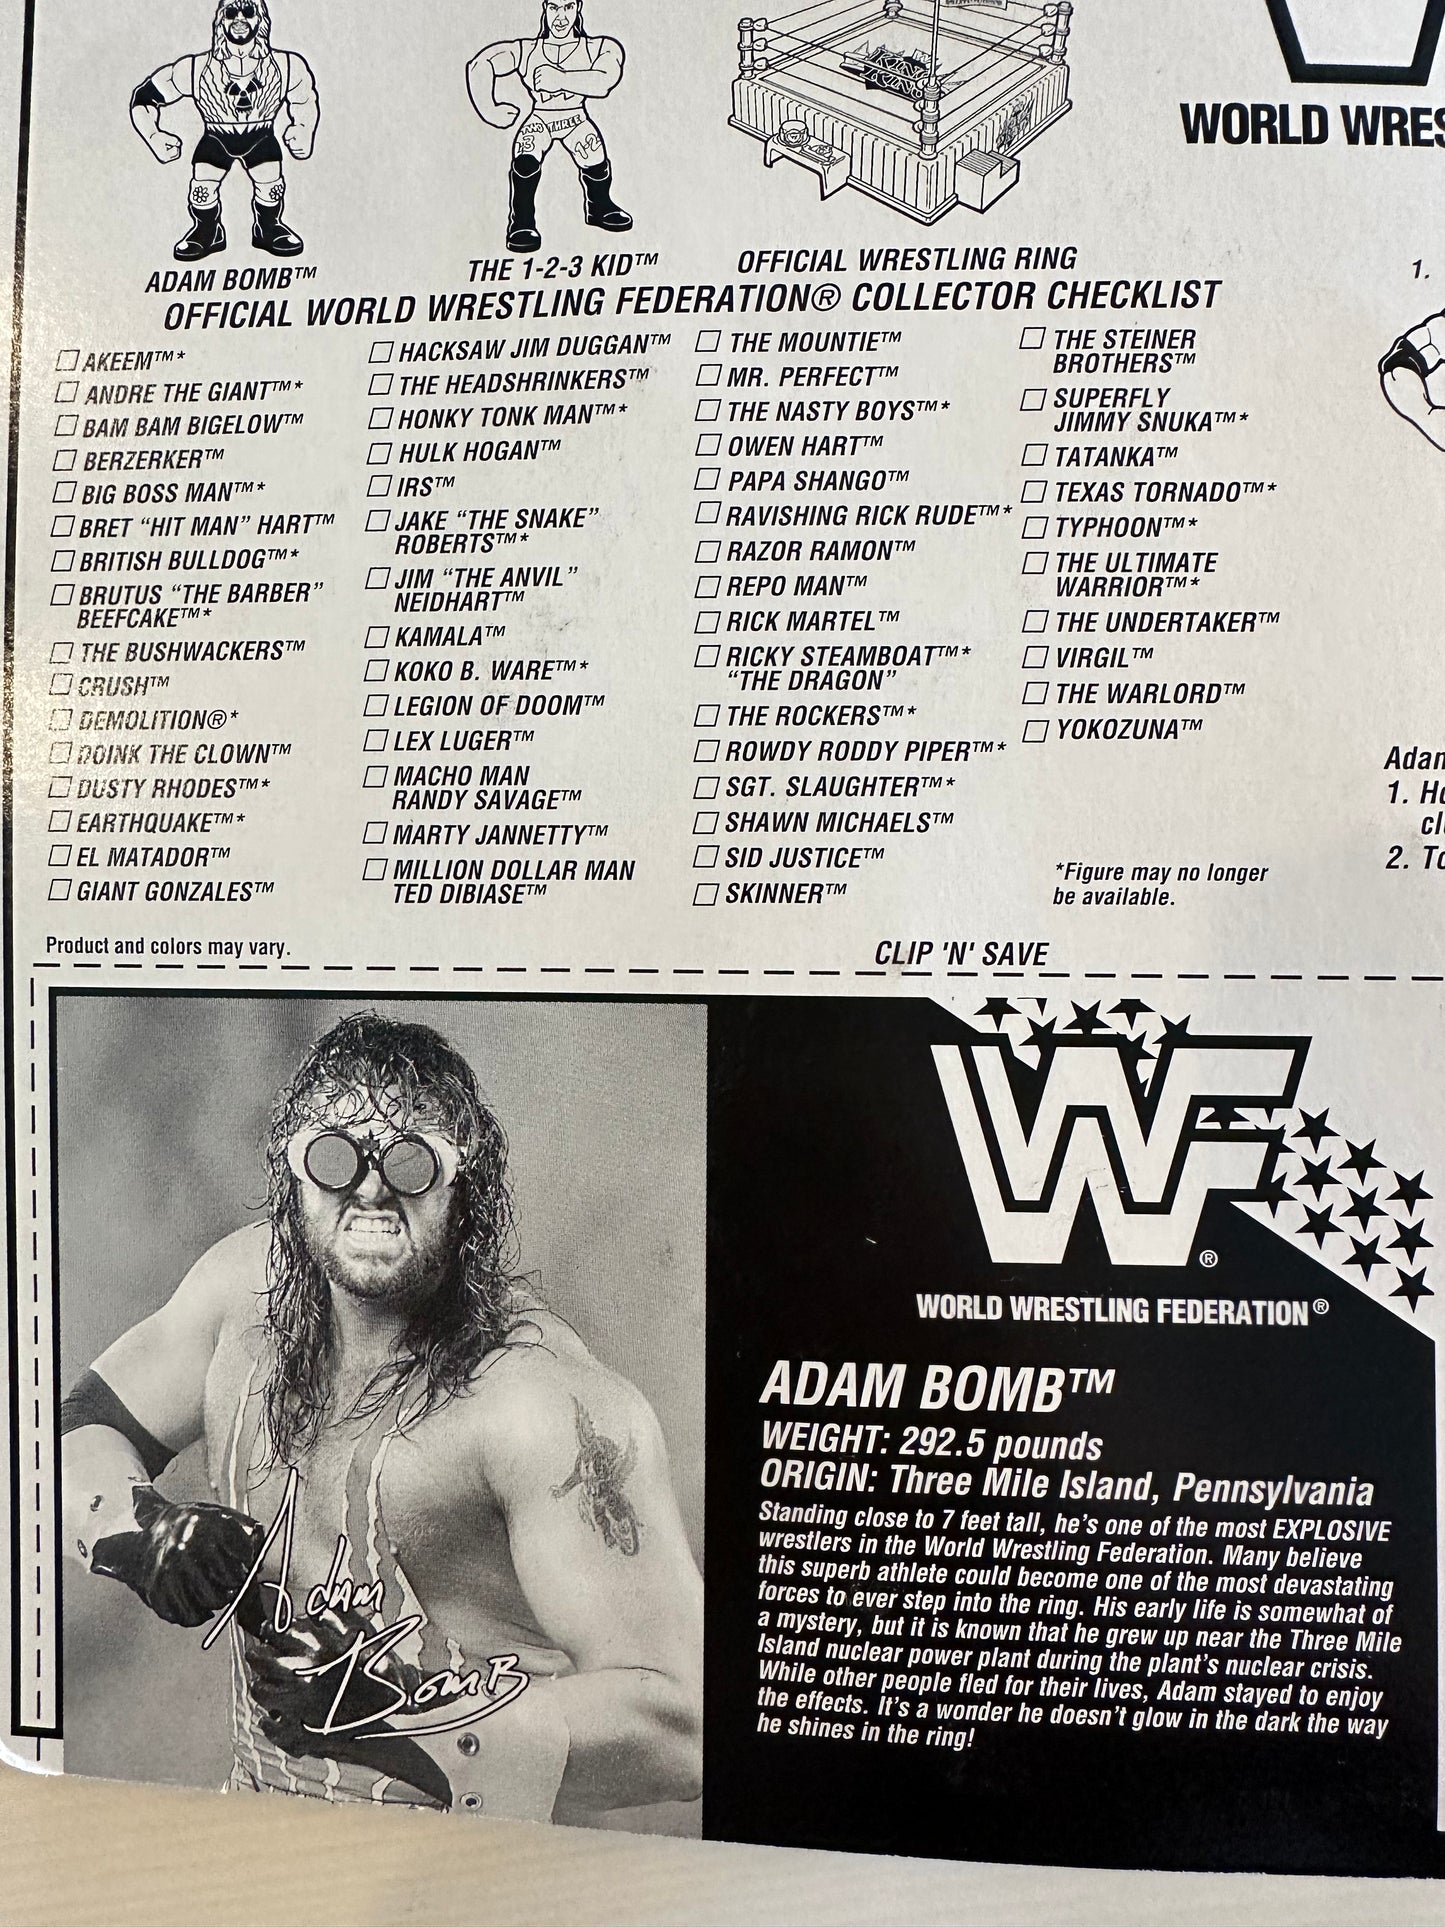 WORLD WRES
TWO THREE
3 1-2
KING
ADAM BOMB™
THE 1-2-3 KID™
OFFICIAL WRESTLING RING
OFFICIAL WORLD WRESTLING FEDERATION® COLLECTOR CHECKLIST
AKEEM™*
ANDRE THE GIANT™*
BAM BAM BIGELOW™
BERZERKER™
BIG BOSS MAN™*
BRET “HIT MAN” HART™
BRITISH BULLDOG™*
BRUTUS “THE BARBER”
BEEFCAKE™*
THE BUSHWACKERS™
CRUSH™
DEMOLITION®*
DOINK THE CLOWN™
DUSTY RHODES™*
EARTHQUAKE™*
EL MATADOR™
GIANT GONZALES™
HACKSAW JIM DUGGAN™
THE HEADSHRINKERS™
HONKY TONK MAN™*
HULK HOGAN™
IRS™
JAKE “THE SNAKE”
ROBERTS™*
JIM “THE ANVIL”
NEIDHART™
KAMALA™
KOKO B. WARE™*
LEGION OF DOOM™
LEX LUGER™
MACHO MAN
RANDY SAVAGE™
MARTY JANNETTY™
MILLION DOLLAR MAN
TED DIBIASE™
THE MOUNTIE™
MR. PERFECT™
THE NASTY BOYS™*
OWEN HART™
PAPA SHANGO™
RAVISHING RICK RUDE™*
RAZOR RAMON™
REPO MAN™
RICK MARTEL™
RICKY STEAMBOAT™*
“THE DRAGON”
THE ROCKERS™*
ROWDY RODDY PIPER™*
SGT. SLAUGHTER™*
SHAWN MICHAELS™
SID JUSTICE™
SKINNER™
THE STEINER
BROTHERS™
SUPERFLY
JIMMY SNUKA™*
TATANKA™
TEXAS TORNADO™*
TYPHOON™*
THE ULTIMATE
WARRIOR™*
THE UNDERTAKER™
VIRGIL™
THE WARLORD™
YOKOZUNA™
*Figure may no longer
be available.
1.
Adam
1. Ho
cl
2. To
Product and colors may vary.
CLIP 'N' SAVE
Adam
Bomb
WF®
WORLD WRESTLING FEDERATION®
ADAM BOMB™
WEIGHT: 292.5 pounds
ORIGIN: Three Mile Island, Pennsylvania
Standing close to 7 feet tall, he's one of the most EXPLOSIVE
wrestlers in the World Wrestling Federation. Many believe
this superb athlete could become one of the most devastating
forces to ever step into the ring. His early life is somewhat of
a mystery, but it is known that he grew up near the Three Mile
Island nuclear power plant during the plant's nuclear crisis.
While other people fled for their lives, Adam stayed to enjoy
the effects. It's a wonder he doesn't glow in the dark the way
he shines in the ring!